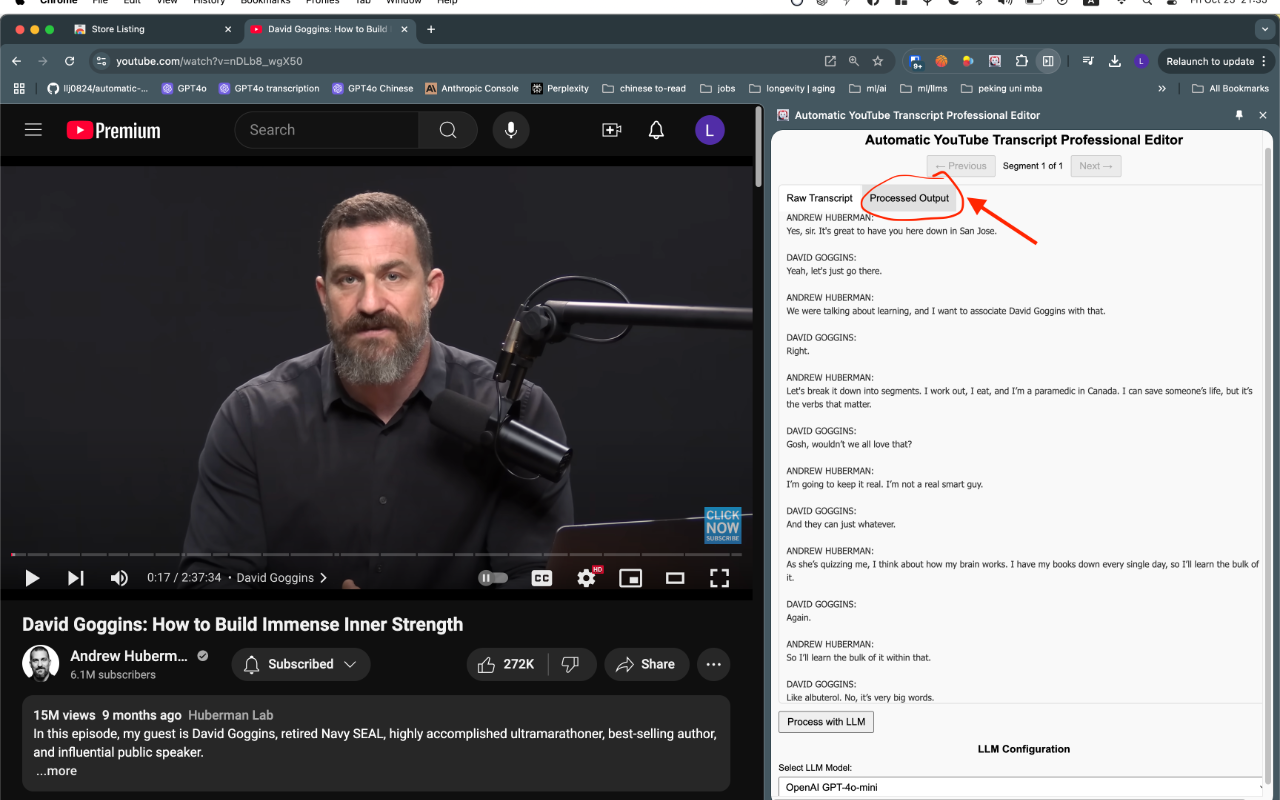 Chrome File Edit View History Bookmarks Profiles Tab Window Help
Fri Oct 25 21:35
Store Listing
David Goggins: How to Build
youtube.com/watch?v=nDLb8_wgX50
9+
L
Relaunch to update
llj0824/automatic-...
GPT4o
GPT4o transcription
GPT4o Chinese
Anthropic Console
Perplexity
chinese to-read
jobs
longevity | aging
ml/ai
ml/llms
peking uni mba
»
All Bookmarks
Premium
Search
L
CLICK
NOW
SUBSCRIBE
0:17 / 2:37:34 • David Goggins
CC
HD
David Goggins: How to Build Immense Inner Strength
Andrew Huberm...
6.1M subscribers
Subscribed
272K
Share
15M views 9 months ago Huberman Lab
In this episode, my guest is David Goggins, retired Navy SEAL, highly accomplished ultramarathoner, best-selling author,
and influential public speaker.
...more
Automatic YouTube Transcript Professional Editor
Automatic YouTube Transcript Professional Editor
← Previous
Segment 1 of 1
Next →
Raw Transcript
Processed Output
ANDREW HUBERMAN:
Yes, sir. It's great to have you here down in San Jose.
DAVID GOGGINS:
Yeah, let's just go there.
ANDREW HUBERMAN:
We were talking about learning, and I want to associate David Goggins with that.
DAVID GOGGINS:
Right.
ANDREW HUBERMAN:
Let's break it down into segments. I work out, I eat, and I'm a paramedic in Canada. I can save someone's life, but it's
the verbs that matter.
DAVID GOGGINS:
Gosh, wouldn't we all love that?
ANDREW HUBERMAN:
I'm going to keep it real. I'm not a real smart guy.
DAVID GOGGINS:
And they can just whatever.
ANDREW HUBERMAN:
As she's quizzing me, I think about how my brain works. I have my books down every single day, so I'll learn the bulk of
it.
DAVID GOGGINS:
Again.
ANDREW HUBERMAN:
So I'll learn the bulk of it within that.
DAVID GOGGINS:
Like albuterol. No, it's very big words.
Process with LLM
LLM Configuration
Select LLM Model:
OpenAI GPT-4o-mini